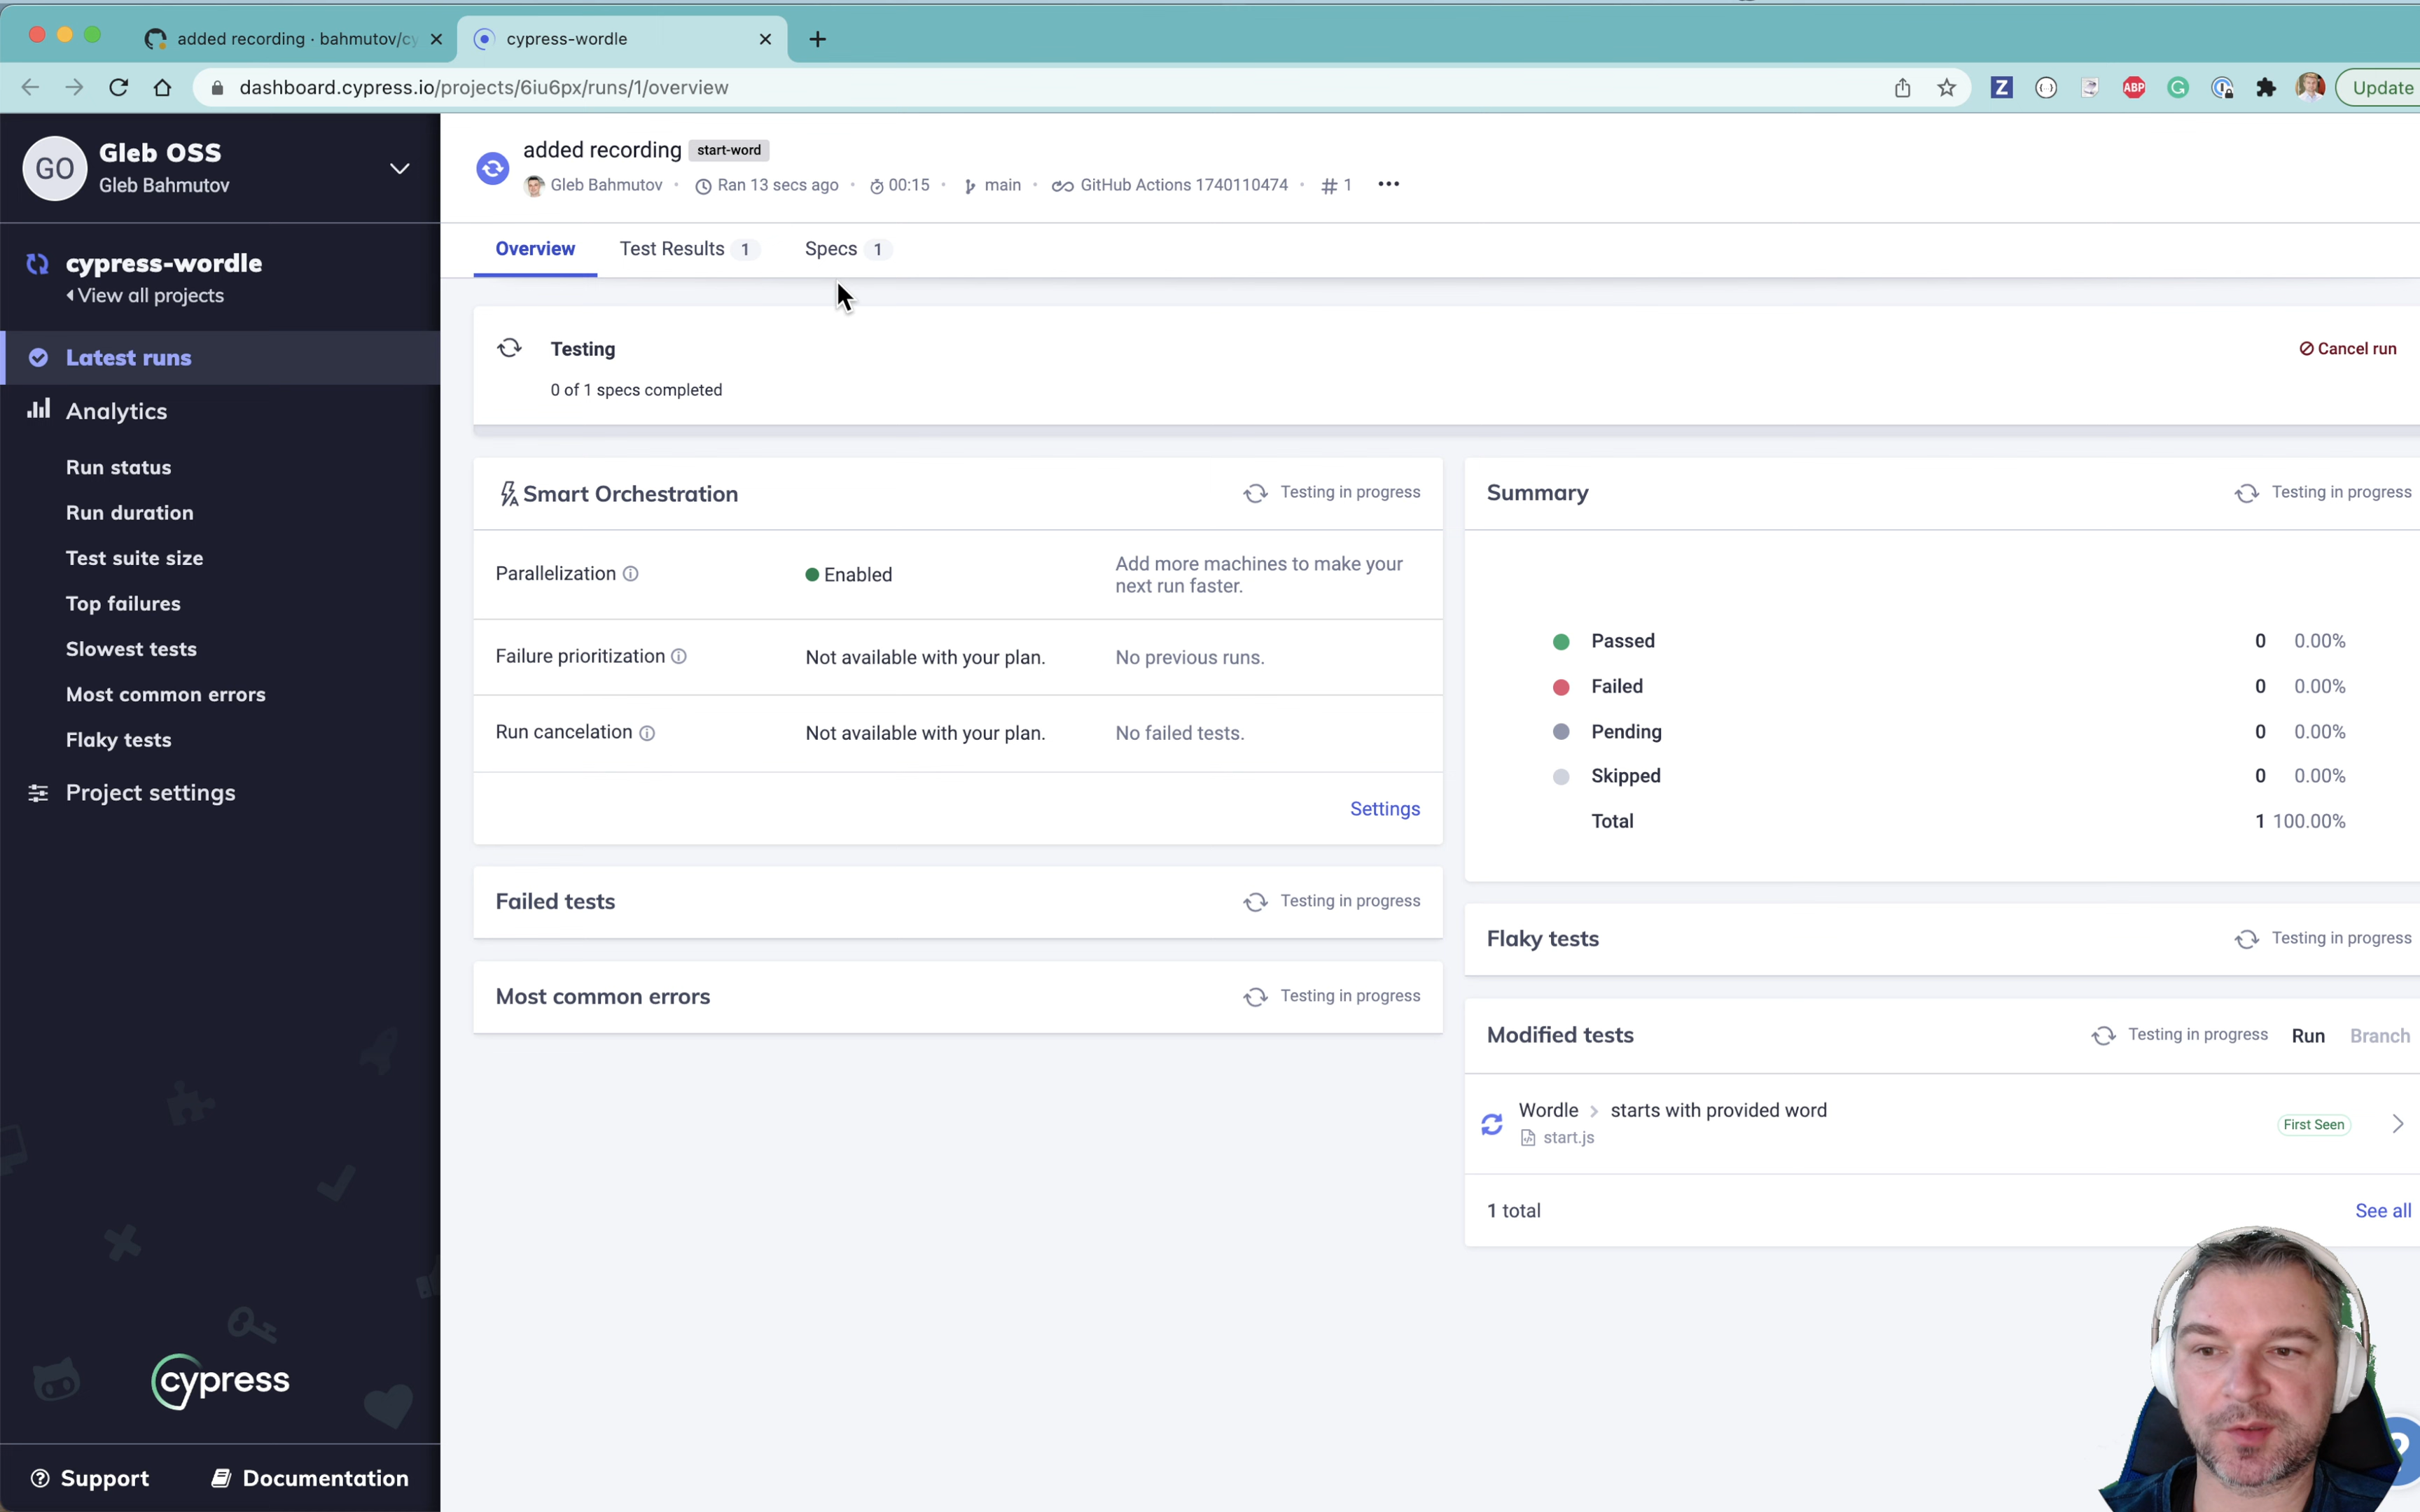 added recording · bahmutov/cy
cypress-wordle
dashboard.cypress.io/projects/6iu6px/runs/1/overview
Z
ABP
G
Update
GO
Gleb OSS
Gleb Bahmutov
cypress-wordle
View all projects
Latest runs
Analytics
Run status
Run duration
Test suite size
Top failures
Slowest tests
Most common errors
Flaky tests
Project settings
cypress
Support
Documentation
added recording start-word
Gleb Bahmutov · Ran 13 secs ago · 00:15 · main · GitHub Actions 1740110474 · # 1 •••
Overview
Test Results 1
Specs 1
Testing
0 of 1 specs completed
Cancel run
Smart Orchestration
Testing in progress
Parallelization
Enabled
Add more machines to make your
next run faster.
Failure prioritization
Not available with your plan.
No previous runs.
Run cancelation
Not available with your plan.
No failed tests.
Settings
Failed tests
Testing in progress
Most common errors
Testing in progress
Summary
Testing in progress
Passed 0 0.00%
Failed 0 0.00%
Pending 0 0.00%
Skipped 0 0.00%
Total 1 100.00%
Flaky tests
Testing in progress
Modified tests
Testing in progress
Run
Branch
Wordle > starts with provided word
start.js
First Seen
1 total
See all